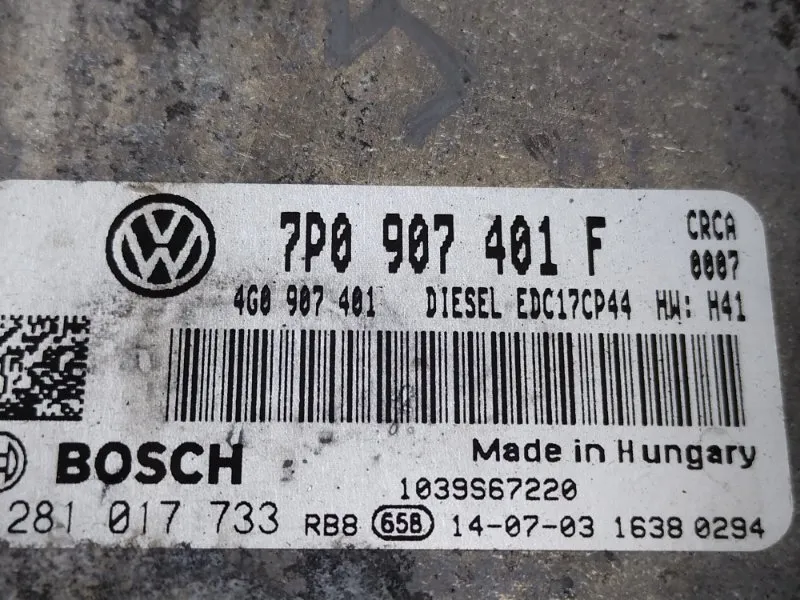 7P0 907 401 F CRCA
0007
4G0 907 401 DIESEL EDC17CP44 HW: H41
BOSCH Made in Hungary
1039S67220
281 017 733 RB8 65B 14-07-03 1638 0294